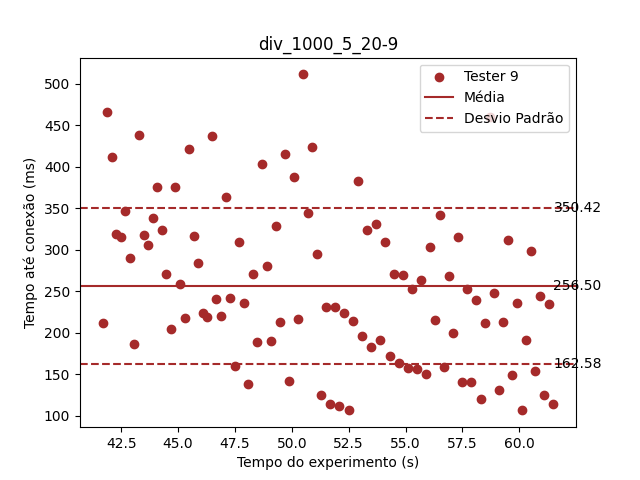 div_1000_5_20-9
Tempo até conexão (ms)
500
450
400
350
300
250
200
150
100
Tester 9
Média
Desvio Padrão
350.42
256.50
162.58
42.5 45.0 47.5 50.0 52.5 55.0 57.5 60.0
Tempo do experimento (s)